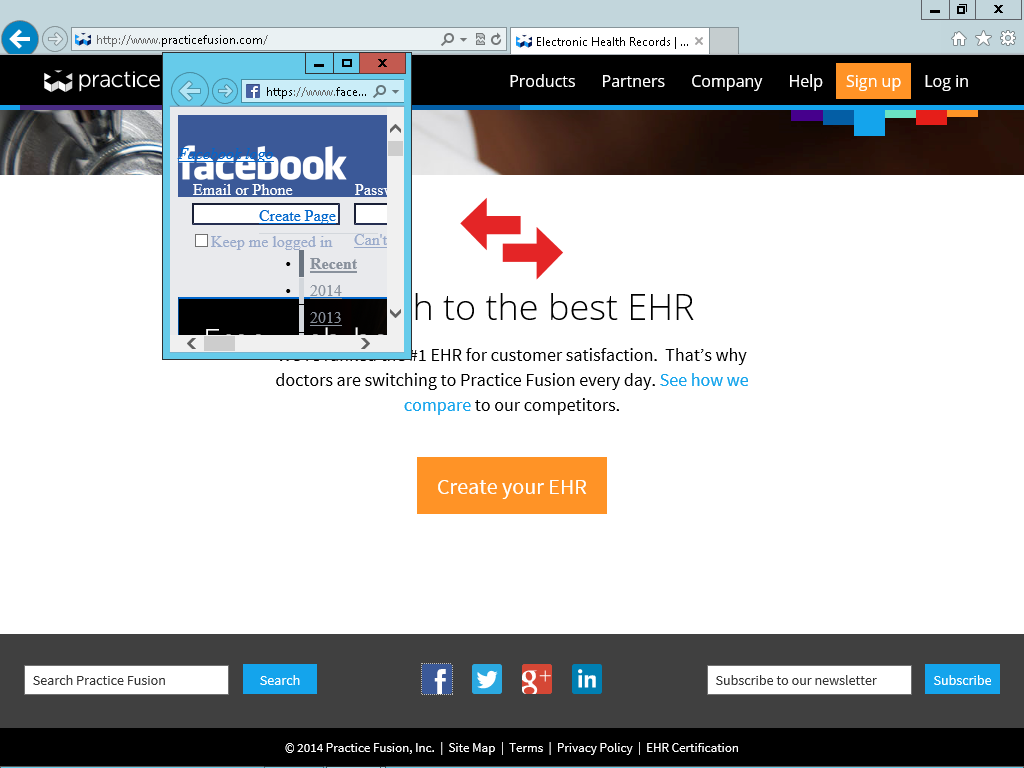 http://www.practicefusion.com/
Electronic Health Records | ...
practice
Products
Partners
Company
Help
Sign up
Log in
https://www.face...
Facebook logo
facebook
Email or Phone
Create Page
Keep me logged in
Can't
Recent
2014
2013
h to the best EHR
#1 EHR for customer satisfaction. That's why
doctors are switching to Practice Fusion every day. See how we
compare to our competitors.
Create your EHR
Search Practice Fusion
Search
Subscribe to our newsletter
Subscribe
© 2014 Practice Fusion, Inc. | Site Map | Terms | Privacy Policy | EHR Certification